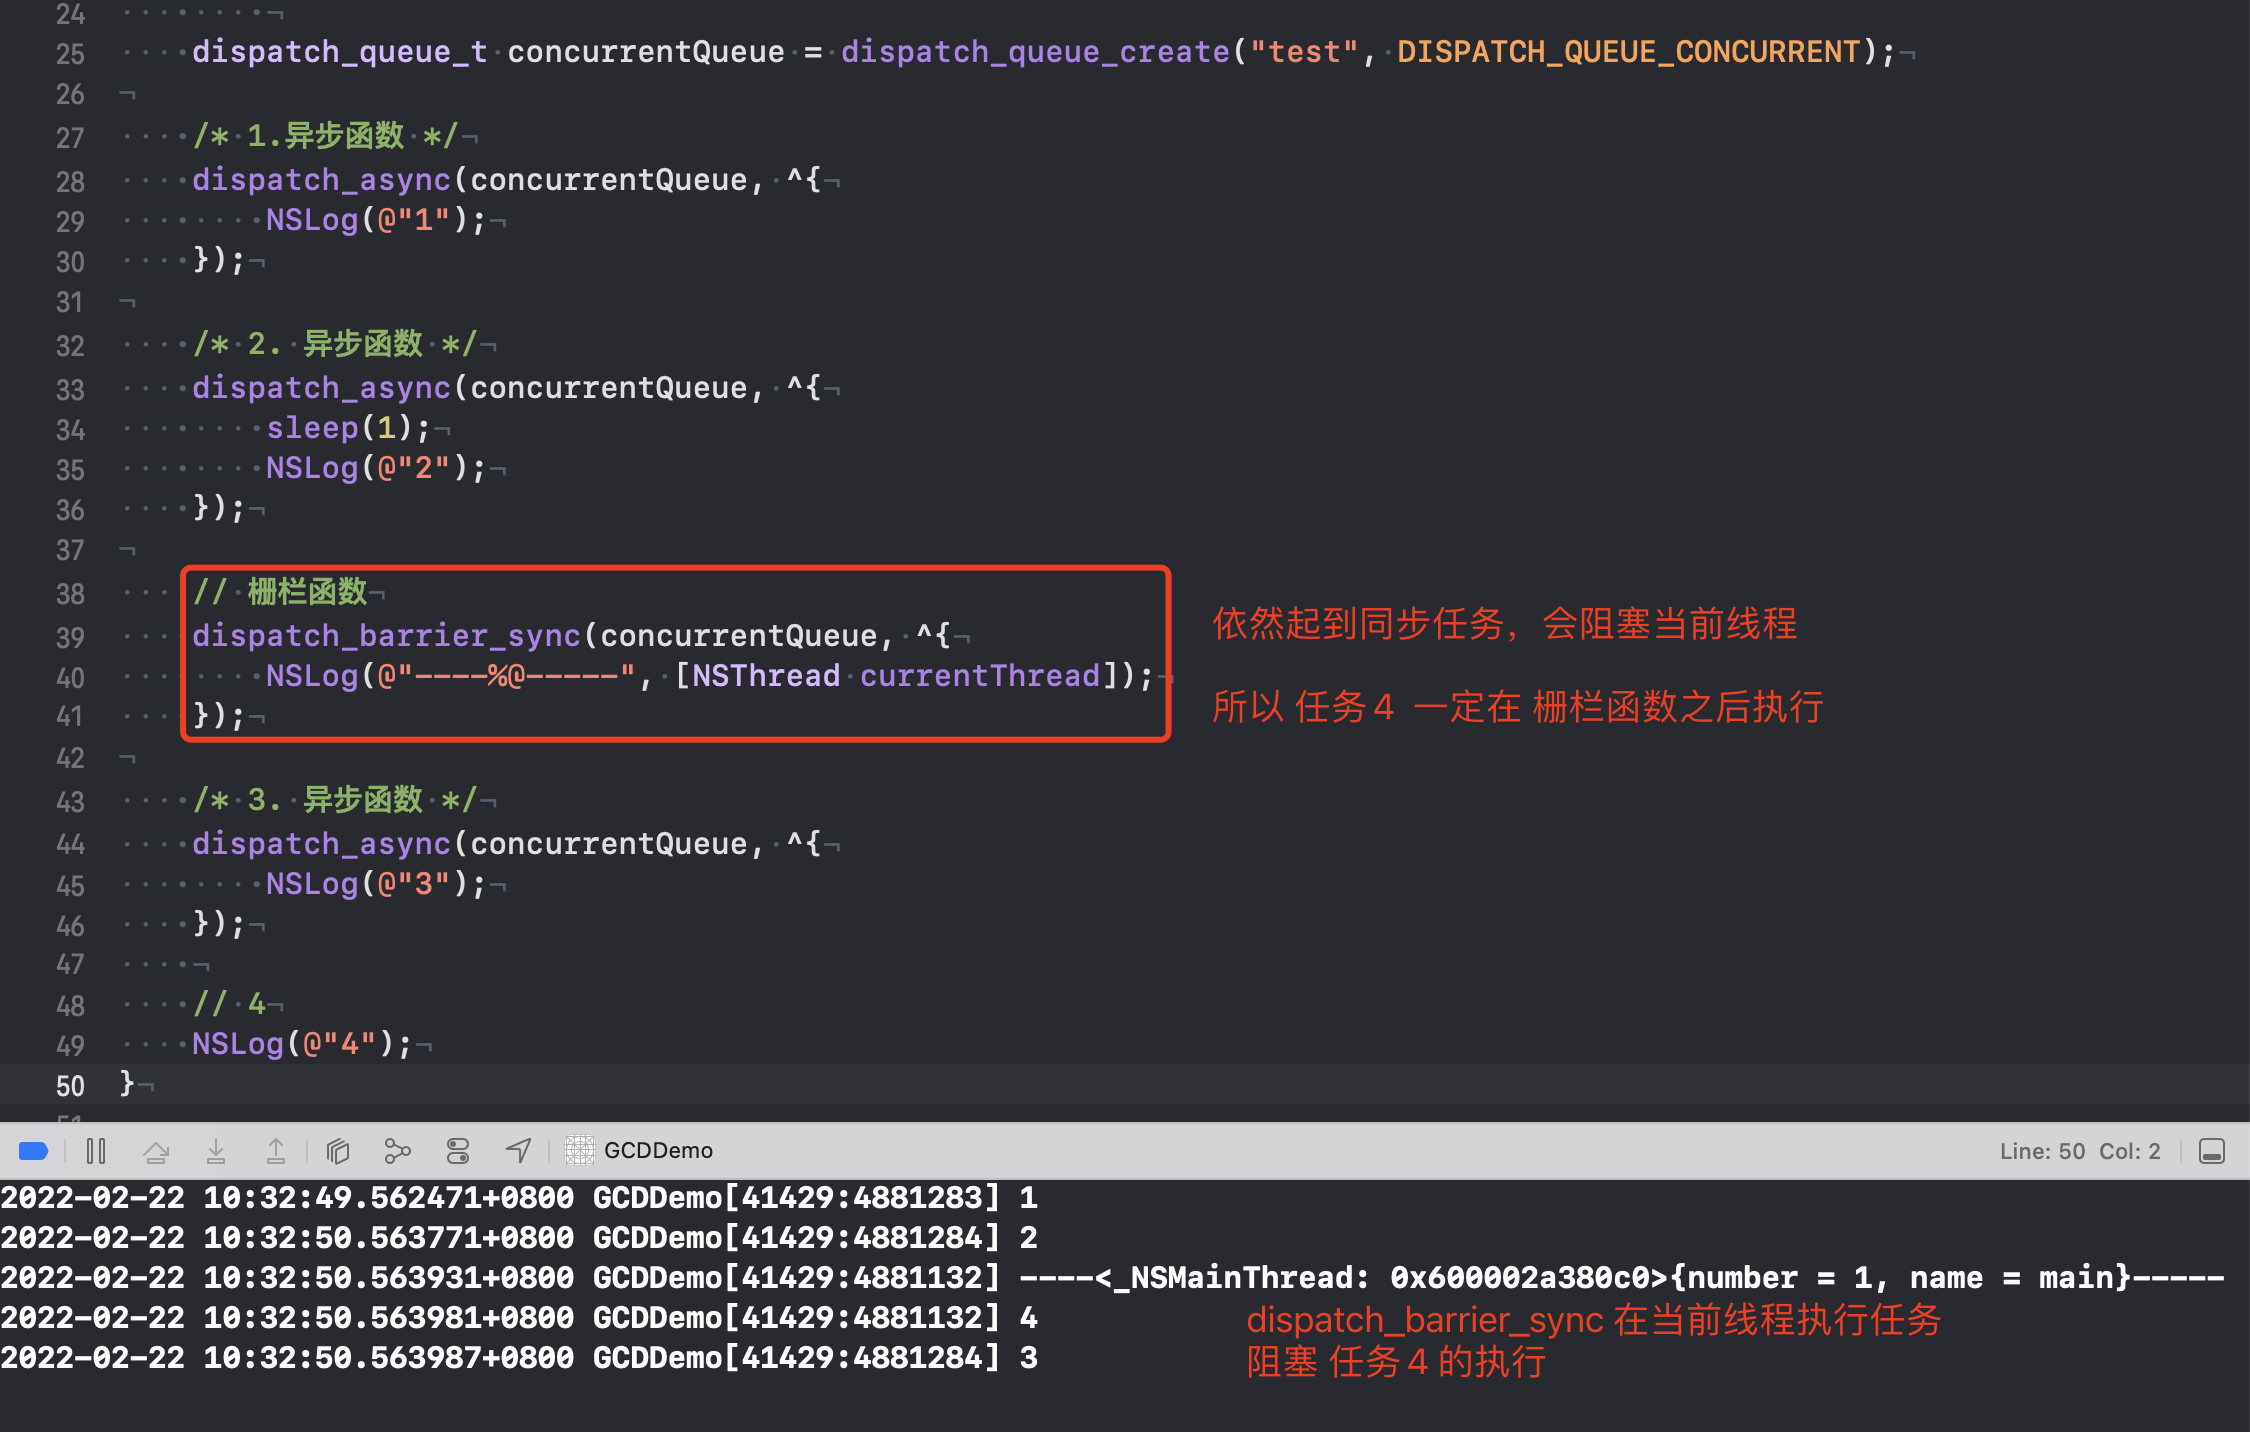 24
25 dispatch_queue_t concurrentQueue = dispatch_queue_create("test", DISPATCH_QUEUE_CONCURRENT);
26
27 /* 1.异步函数 */
28 dispatch_async(concurrentQueue, ^{
29 NSLog(@"1");
30 });
31
32 /* 2. 异步函数 */
33 dispatch_async(concurrentQueue, ^{
34 sleep(1);
35 NSLog(@"2");
36 });
37
38 // 栅栏函数
39 dispatch_barrier_sync(concurrentQueue, ^{
依然起到同步任务，会阻塞当前线程
40 NSLog(@"----%@-----", [NSThread currentThread]);
所以 任务 4 一定在 栅栏函数之后执行
41 });
42
43 /* 3. 异步函数 */
44 dispatch_async(concurrentQueue, ^{
45 NSLog(@"3");
46 });
47
48 // 4
49 NSLog(@"4");
50 }
51
GCDDemo
Line: 50 Col: 2
2022-02-22 10:32:49.562471+0800 GCDDemo[41429:4881283] 1
2022-02-22 10:32:50.563771+0800 GCDDemo[41429:4881284] 2
2022-02-22 10:32:50.563931+0800 GCDDemo[41429:4881132] ----<_NSMainThread: 0x600002a380c0>{number = 1, name = main}-----
2022-02-22 10:32:50.563981+0800 GCDDemo[41429:4881132] 4
dispatch_barrier_sync 在当前线程执行任务
2022-02-22 10:32:50.563987+0800 GCDDemo[41429:4881284] 3
阻塞 任务 4 的执行